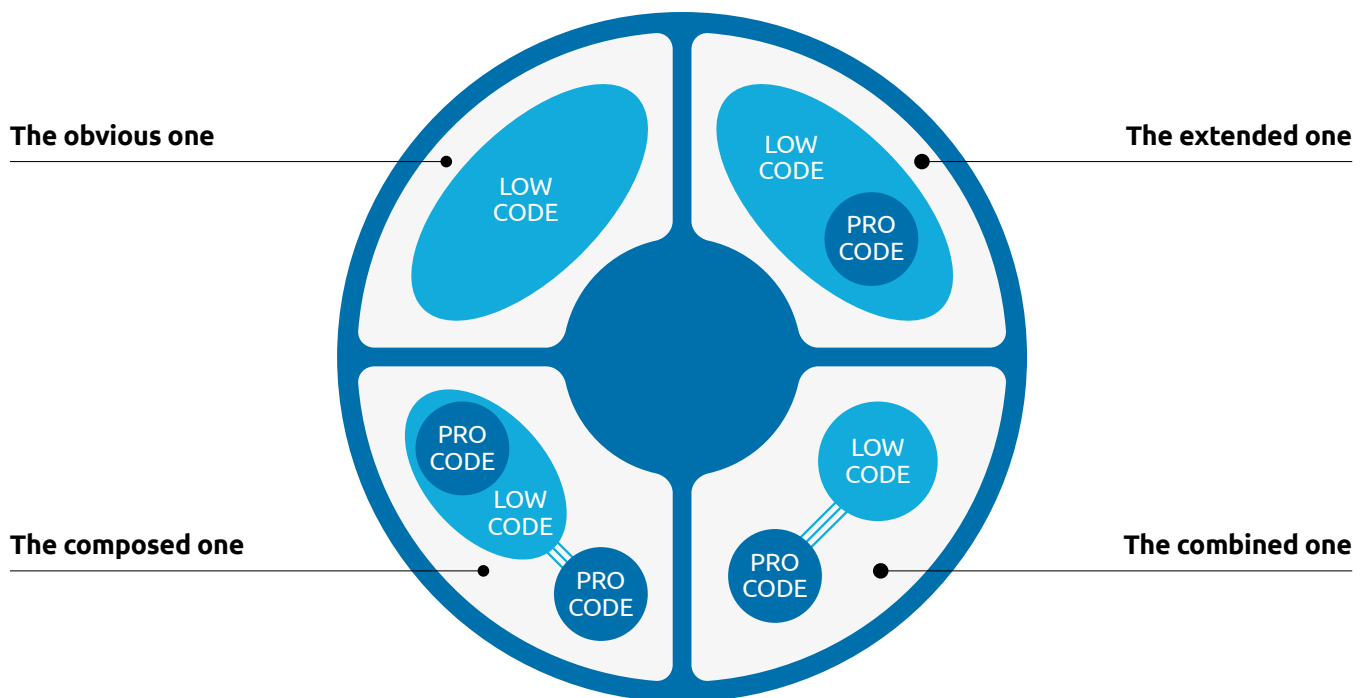 The obvious one
LOW
CODE
The extended one
LOW
CODE
PRO
CODE
The composed one
PRO
CODE
LOW
CODE
PRO
CODE
The combined one
LOW
CODE
PRO
CODE